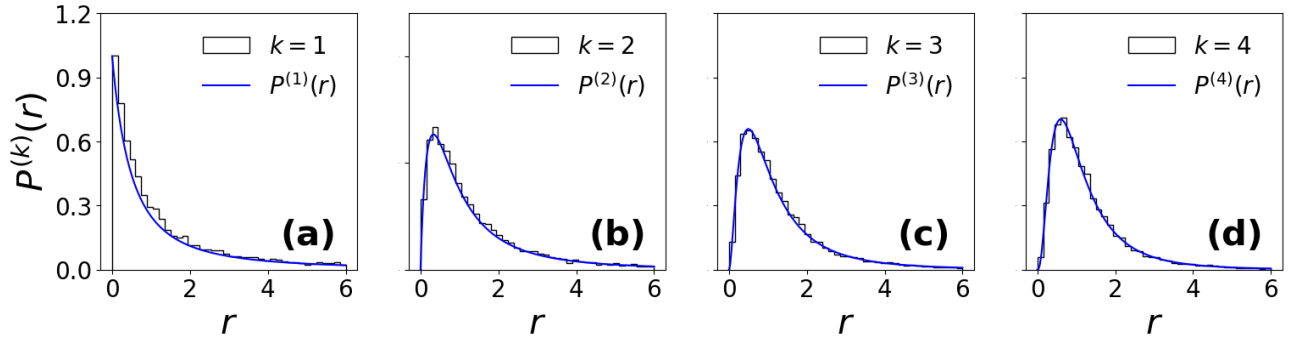 P^{(k)}(r)
1.2
0.9
0.6
0.3
0.0
k = 1
P^{(1)}(r)
(a)
0 2 4 6
r
k = 2
P^{(2)}(r)
(b)
0 2 4 6
r
k = 3
P^{(3)}(r)
(c)
0 2 4 6
r
k = 4
P^{(4)}(r)
(d)
0 2 4 6
r